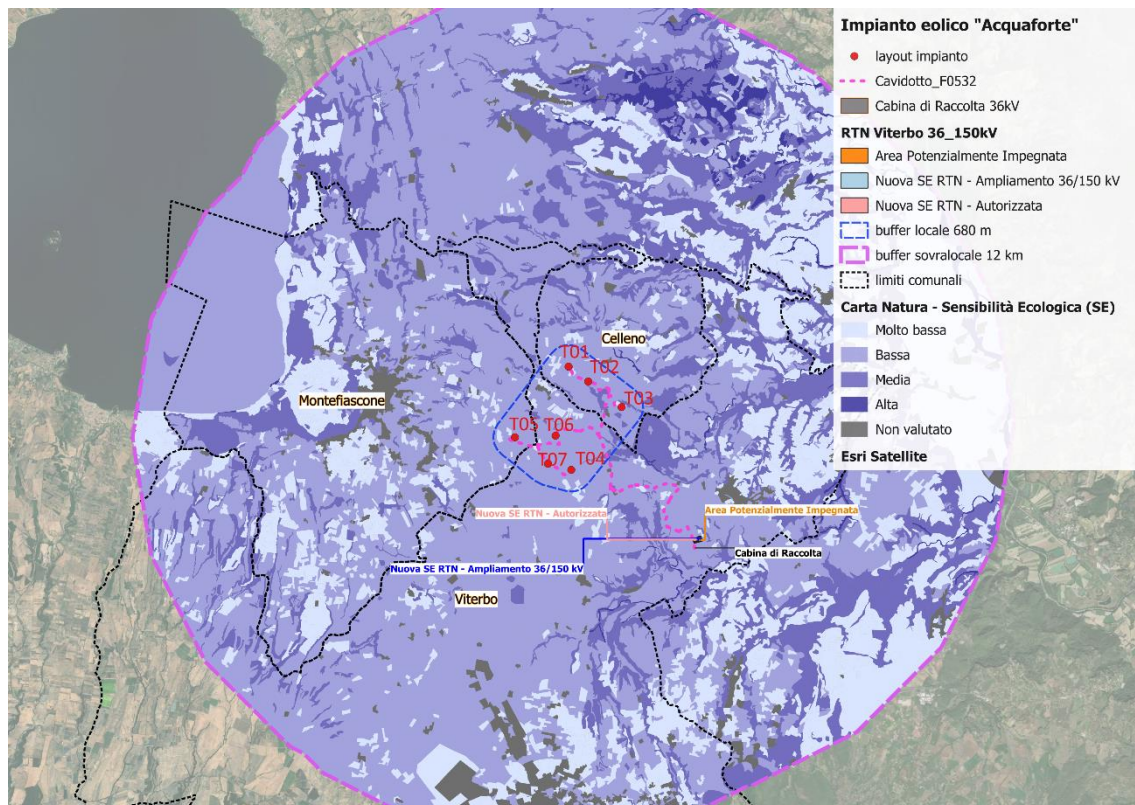 Impianto eolico "Acquaforte"
layout impianto
Cavidotto_F0532
Cabina di Raccolta 36kV
RTN Viterbo 36_150kV
Area Potenzialmente Impegnata
Nuova SE RTN - Ampliamento 36/150 kV
Nuova SE RTN - Autorizzata
buffer locale 680 m
buffer sovralocale 12 km
limiti comunali
Carta Natura - Sensibilità Ecologica (SE)
Molto bassa
Bassa
Media
Alta
Non valutato
Esri Satellite
Celleno
T01
T02
Montefiascone
T03
T05
T06
T07
T04
Nuova SE RTN - Autorizzata
Area Potenzialmente Impegnata
Cabina di Raccolta
Nuova SE RTN - Ampliamento 36/150 kV
Viterbo